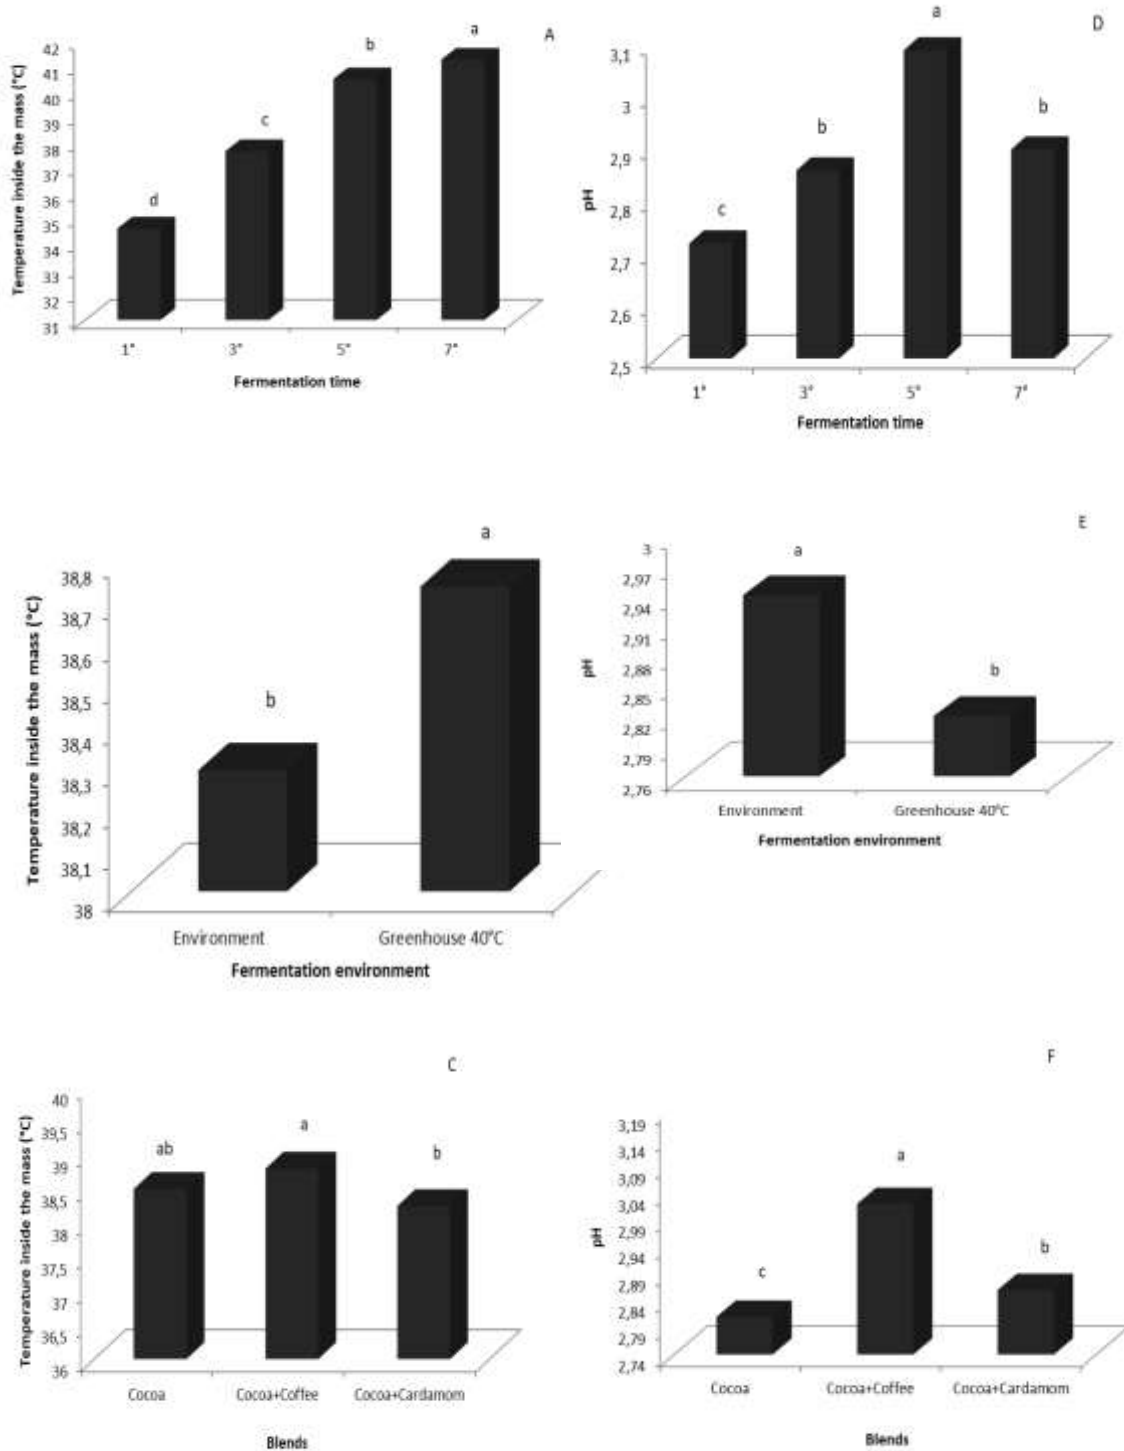 A
Temperature inside the mass (°C)
42
41
40
39
38
37
36
35
34
33
32
31
d
c
b
a
1°
3°
5°
7°
Fermentation time
D
pH
3,1
3
2,9
2,8
2,7
2,6
2,5
c
b
a
b
1°
3°
5°
7°
Fermentation time
Temperature inside the mass (°C)
38,8
38,7
38,6
38,5
38,4
38,3
38,2
38,1
38
b
a
Environment
Greenhouse 40°C
Fermentation environment
E
pH
3
2,97
2,94
2,91
2,88
2,85
2,82
2,79
2,76
a
b
Environment
Greenhouse 40°C
Fermentation environment
C
Temperature inside the mass (°C)
40
39,5
39
38,5
38
37,5
37
36,5
36
ab
a
b
Cocoa
Cocoa+Coffee
Cocoa+Cardamom
Blends
F
pH
3,19
3,14
3,09
3,04
2,99
2,94
2,89
2,84
2,79
2,74
c
a
b
Cocoa
Cocoa+Coffee
Cocoa+Cardamom
Blends